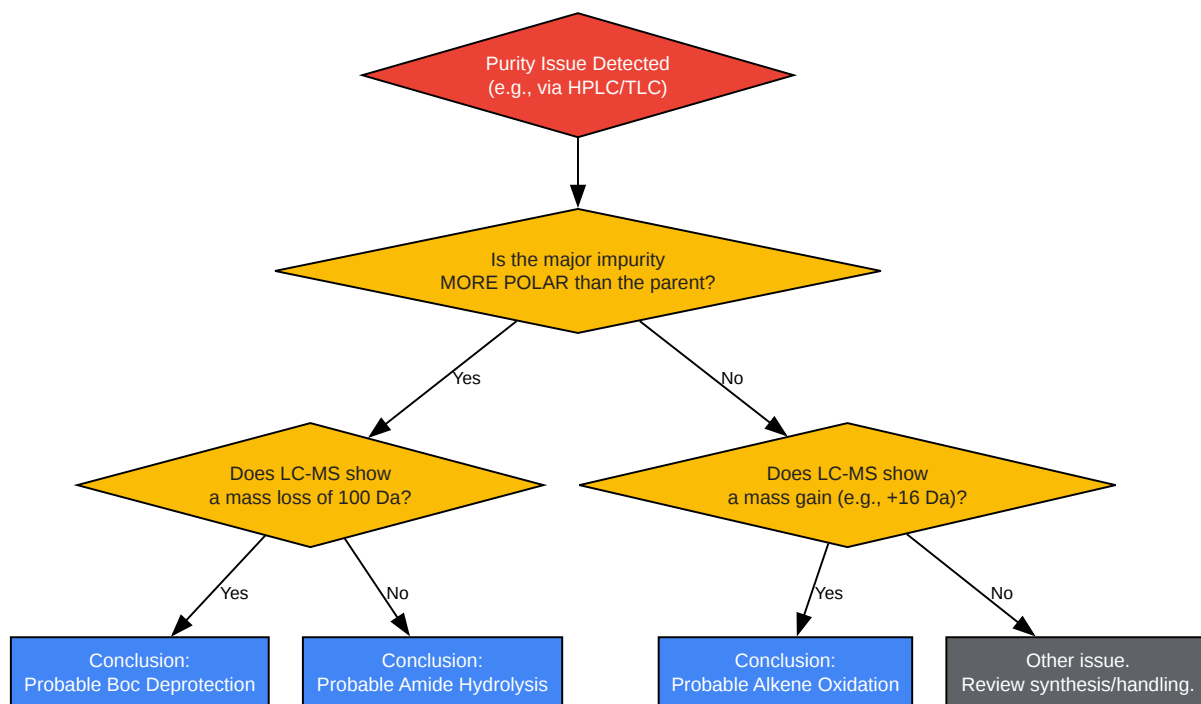 Purity Issue Detected
(e.g., via HPLC/TLC)
Is the major impurity
MORE POLAR than the parent?
Yes
No
Does LC-MS show
a mass loss of 100 Da?
Does LC-MS show
a mass gain (e.g., +16 Da)?
Yes
No
Yes
No
Conclusion:
Probable Boc Deprotection
Conclusion:
Probable Amide Hydrolysis
Conclusion:
Probable Alkene Oxidation
Other issue.
Review synthesis/handling.